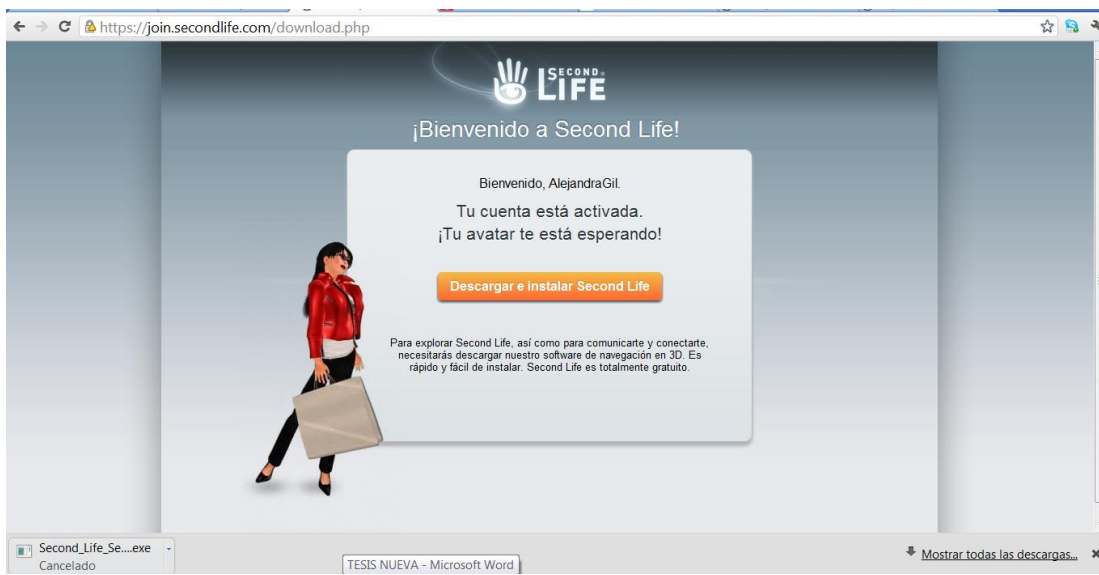 https://join.secondlife.com/download.php
SECOND
LIFE
¡Bienvenido a Second Life!
Bienvenido, AlejandraGil.
Tu cuenta está activada.
¡Tu avatar te está esperando!
Descargar e instalar Second Life
Para explorar Second Life, así como para comunicarte y conectarte,
necesitarás descargar nuestro software de navegación en 3D. Es
rápido y fácil de instalar. Second Life es totalmente gratuito.
Second_Life_Se....exe
Cancelado
TESIS NUEVA - Microsoft Word
Mostrar todas las descargas...